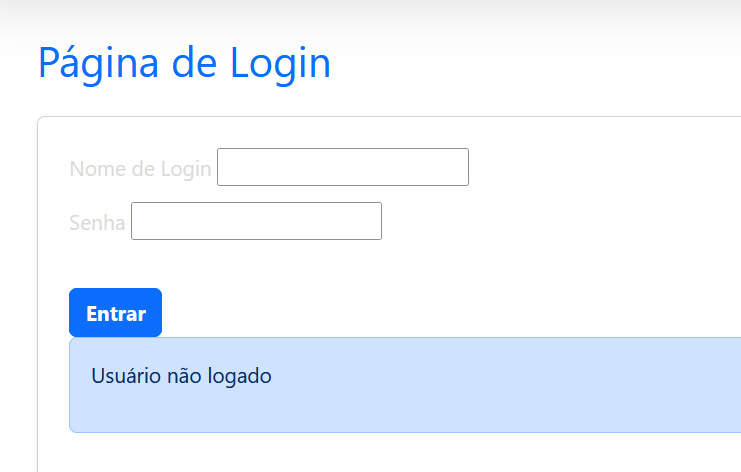 Página de Login
Nome de Login
Senha
Entrar
Usuário não logado